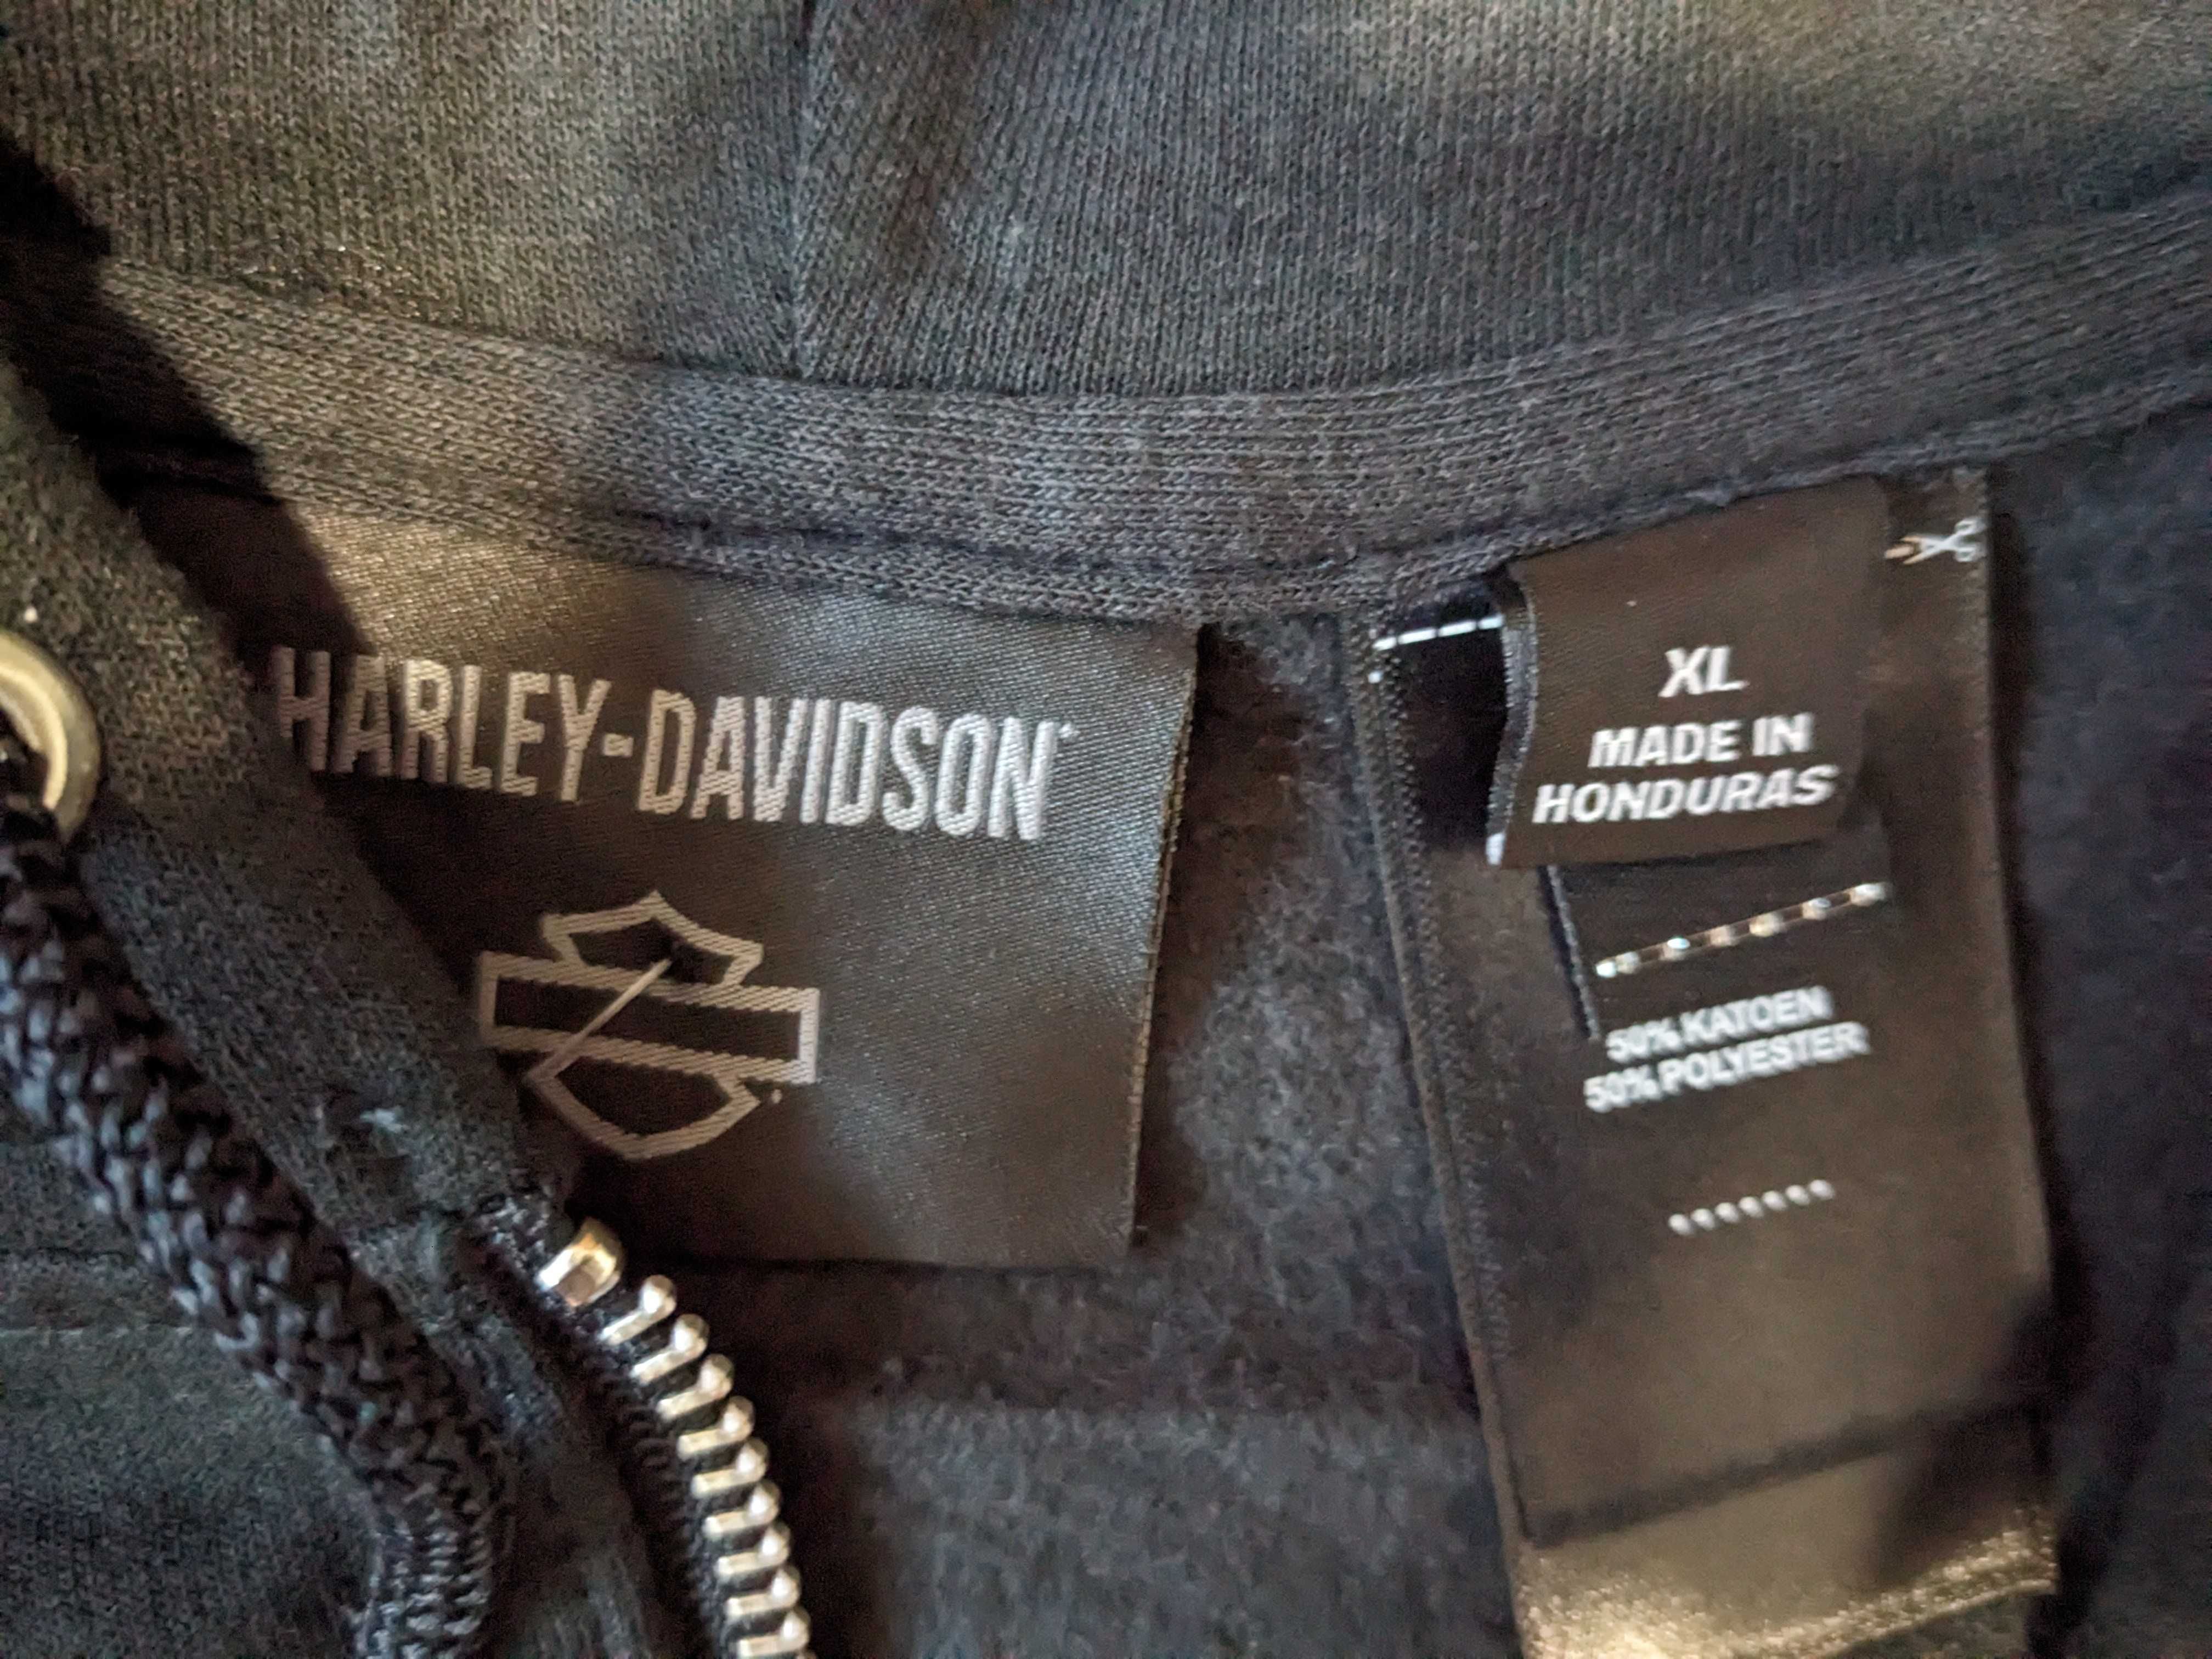 HARLEY-DAVIDSON
XL
MADE IN
HONDURAS
50% KATOEN
50% POLYESTER